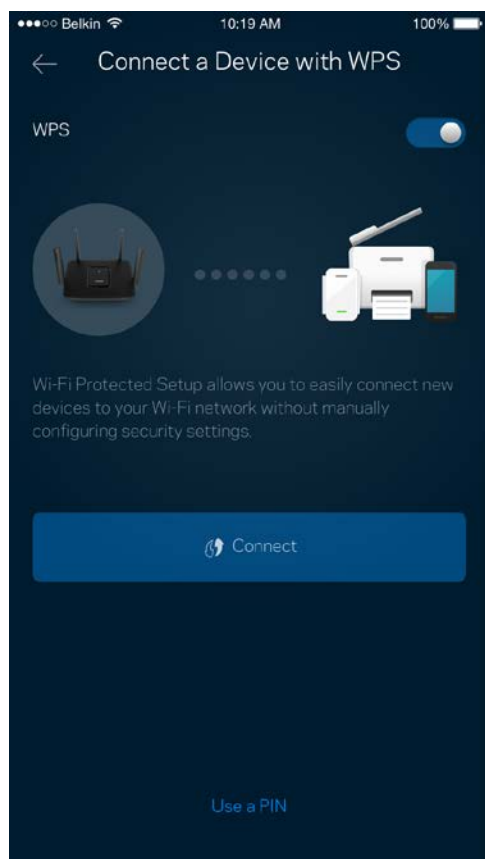 Belkin 10:19 AM 100%
Connect a Device with WPS
WPS
Wi-Fi Protected Setup allows you to easily connect new
devices to your Wi-Fi network without manually
configuring security settings.
Connect
Use a PIN